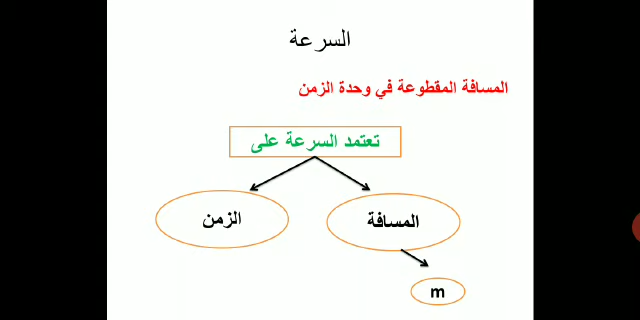 السرعة
المسافة المقطوعة في وحدة الزمن
تعتمد السرعة على
المسافة
الزمن
m